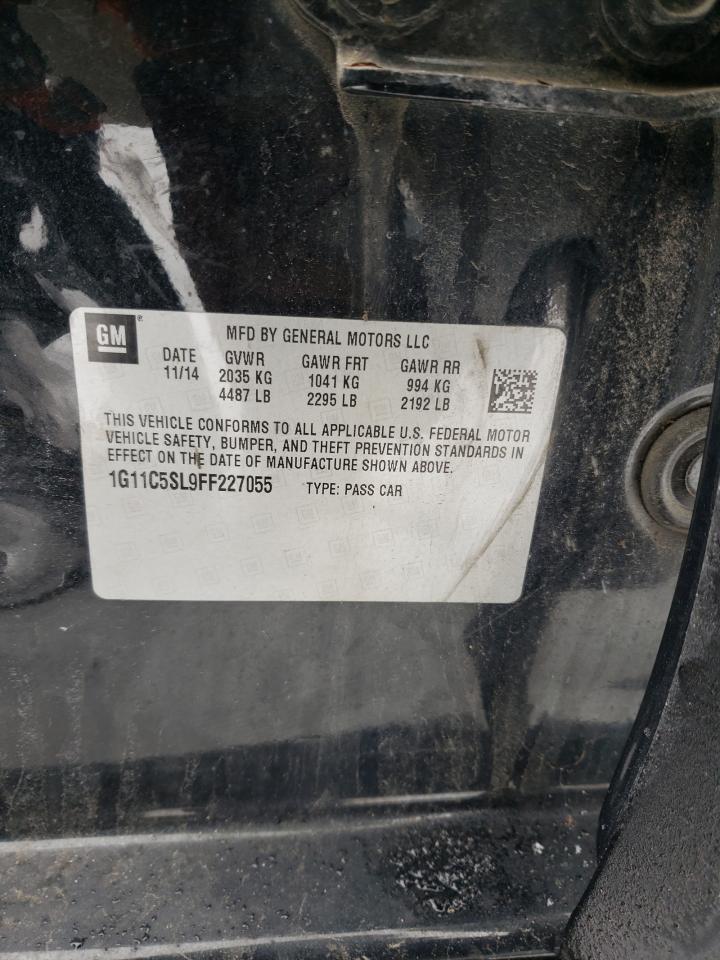 GM®
MFD BY GENERAL MOTORS LLC
DATE GVWR GAWR FRT GAWR RR
11/14 2035 KG 1041 KG 994 KG
4487 LB 2295 LB 2192 LB
THIS VEHICLE CONFORMS TO ALL APPLICABLE U.S. FEDERAL MOTOR
VEHICLE SAFETY, BUMPER, AND THEFT PREVENTION STANDARDS IN
EFFECT ON THE DATE OF MANUFACTURE SHOWN ABOVE.
1G11C5SL9FF227055 TYPE: PASS CAR